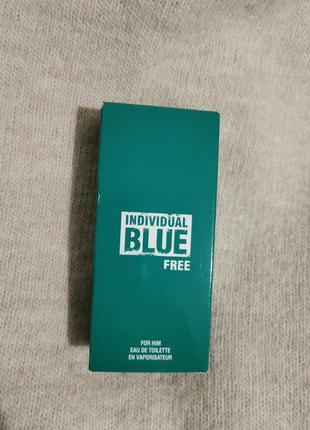 INDIVIDUAL
BLUE
FREE
FOR HIM
EAU DE TOILETTE
EN VAPORISATEUR